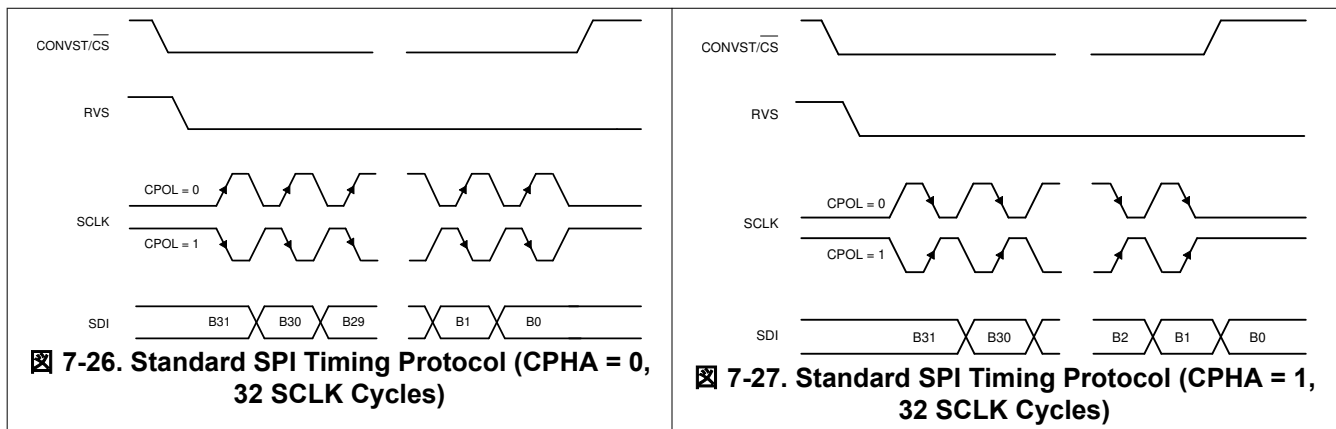 CONVST/CS
RVS
CPOL = 0
SCLK
CPOL = 1
SDI
B31 B30 B29 B1 B0
図 7-26. Standard SPI Timing Protocol (CPHA = 0,
32 SCLK Cycles)
CONVST/CS
RVS
CPOL = 0
SCLK
CPOL = 1
SDI
B31 B30 B2 B1 B0
図 7-27. Standard SPI Timing Protocol (CPHA = 1,
32 SCLK Cycles)